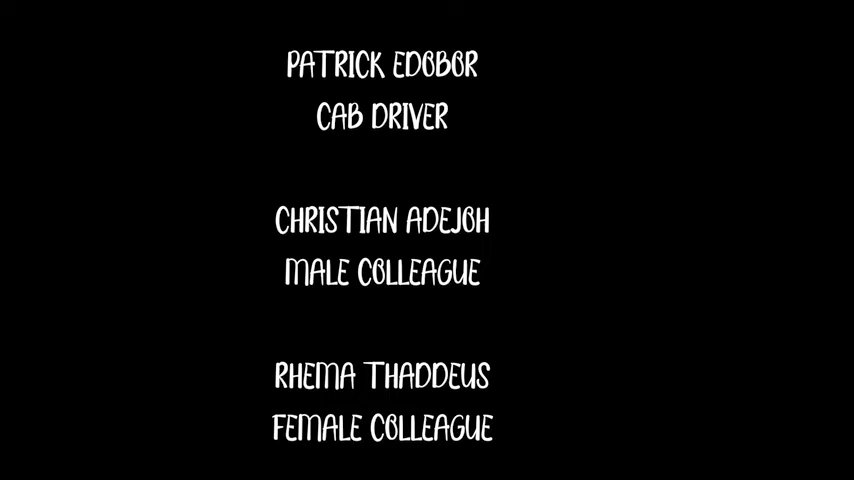 PATRICK EDOBOR
CAB DRIVER
CHRISTIAN ADEJOH
MALE COLLEAGUE
RHEMA THADDEUS
FEMALE COLLEAGUE